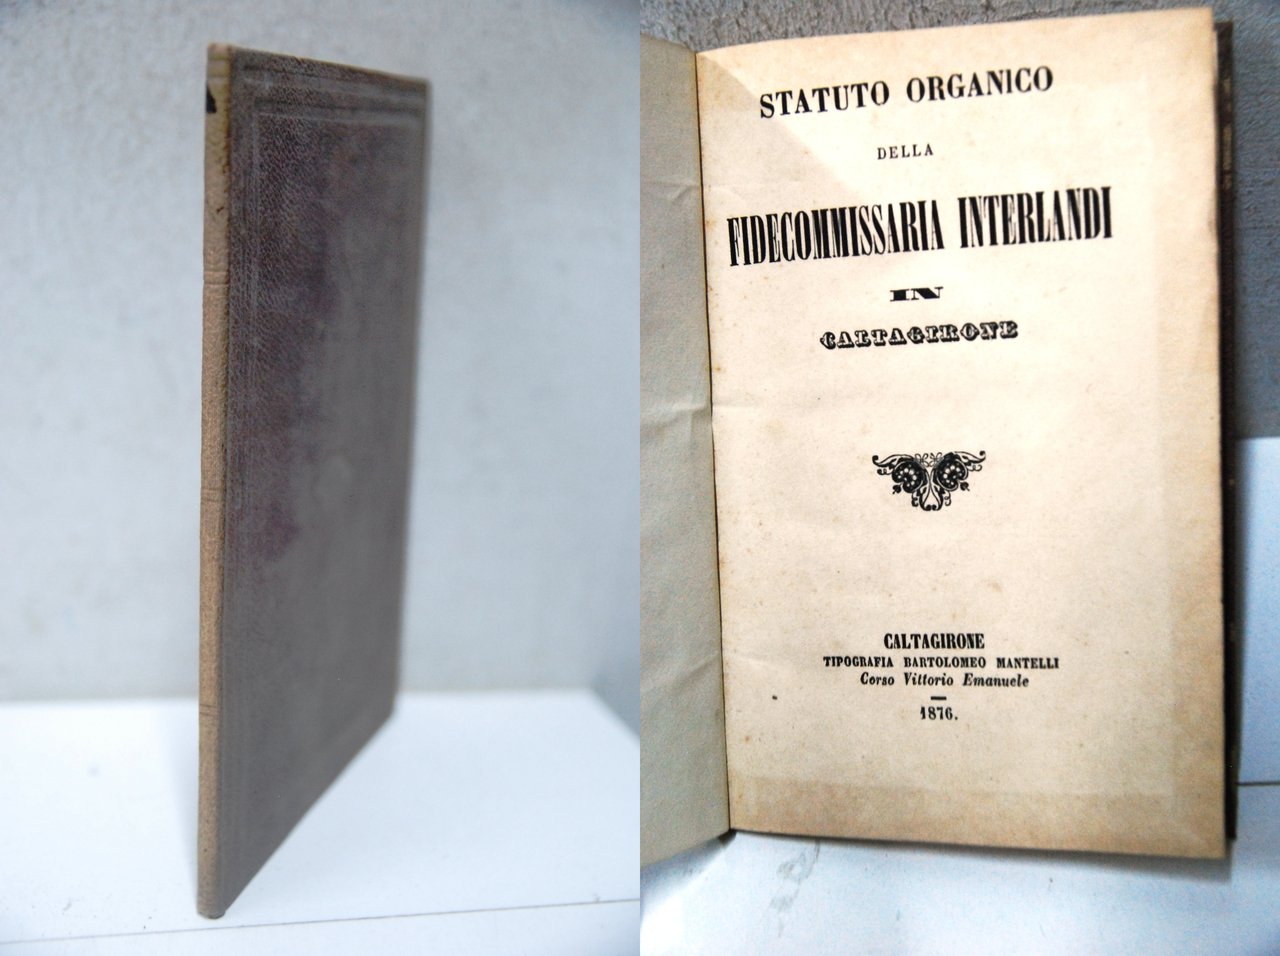 STATUTO ORGANICO
DELLA
FIDECOMMISSARIA INTERLANDI
IN
CALTAGIRONE
CALTAGIRONE
TIPOGRAFIA BARTOLOMEO MANTELLI
Corso Vittorio Emanuele
1876.